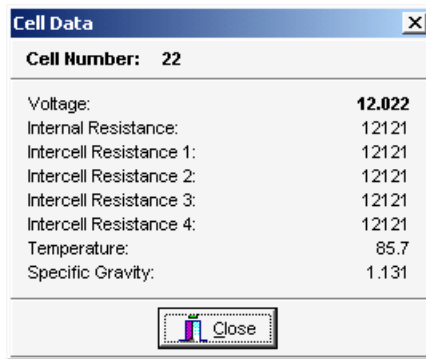 Cell Data
Cell Number: 22
Voltage: 12.022
Internal Resistance: 12121
Intercell Resistance 1: 12121
Intercell Resistance 2: 12121
Intercell Resistance 3: 12121
Intercell Resistance 4: 12121
Temperature: 85.7
Specific Gravity: 1.131
Close